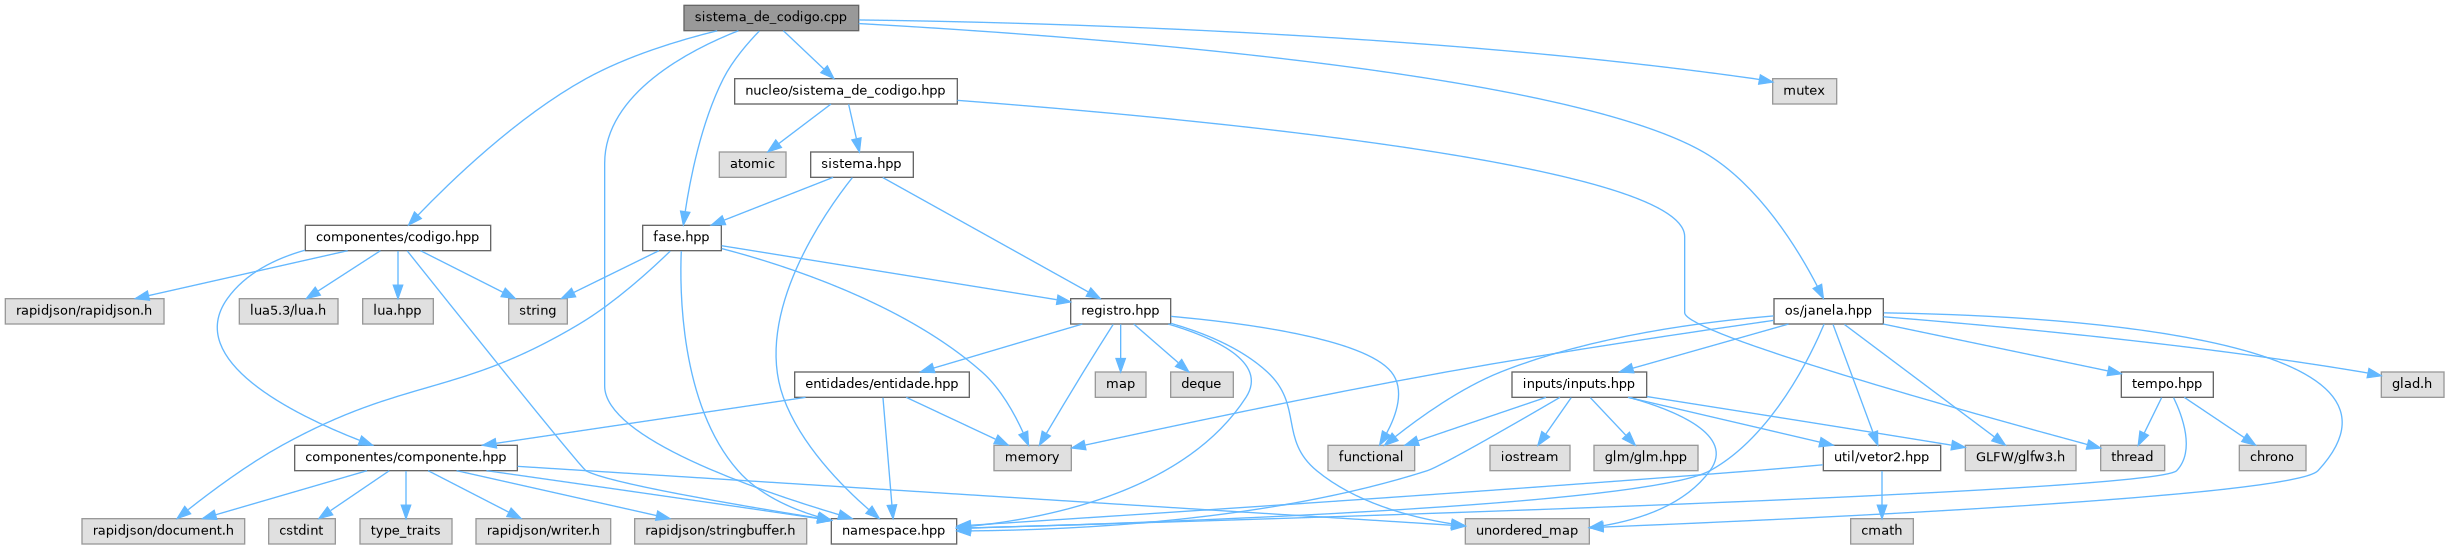 sistema_de_codigo.cpp
nucleo/sistema_de_codigo.hpp
mutex
atomic
sistema.hpp
componentes/codigo.hpp
fase.hpp
rapidjson/rapidjson.h
lua5.3/lua.h
lua.hpp
string
registro.hpp
os/janela.hpp
entidades/entidade.hpp
map
deque
inputs/inputs.hpp
tempo.hpp
glad.h
componentes/componente.hpp
memory
functional
iostream
glm/glm.hpp
util/vetor2.hpp
GLFW/glfw3.h
thread
chrono
rapidjson/document.h
cstdint
type_traits
rapidjson/writer.h
rapidjson/stringbuffer.h
namespace.hpp
unordered_map
cmath